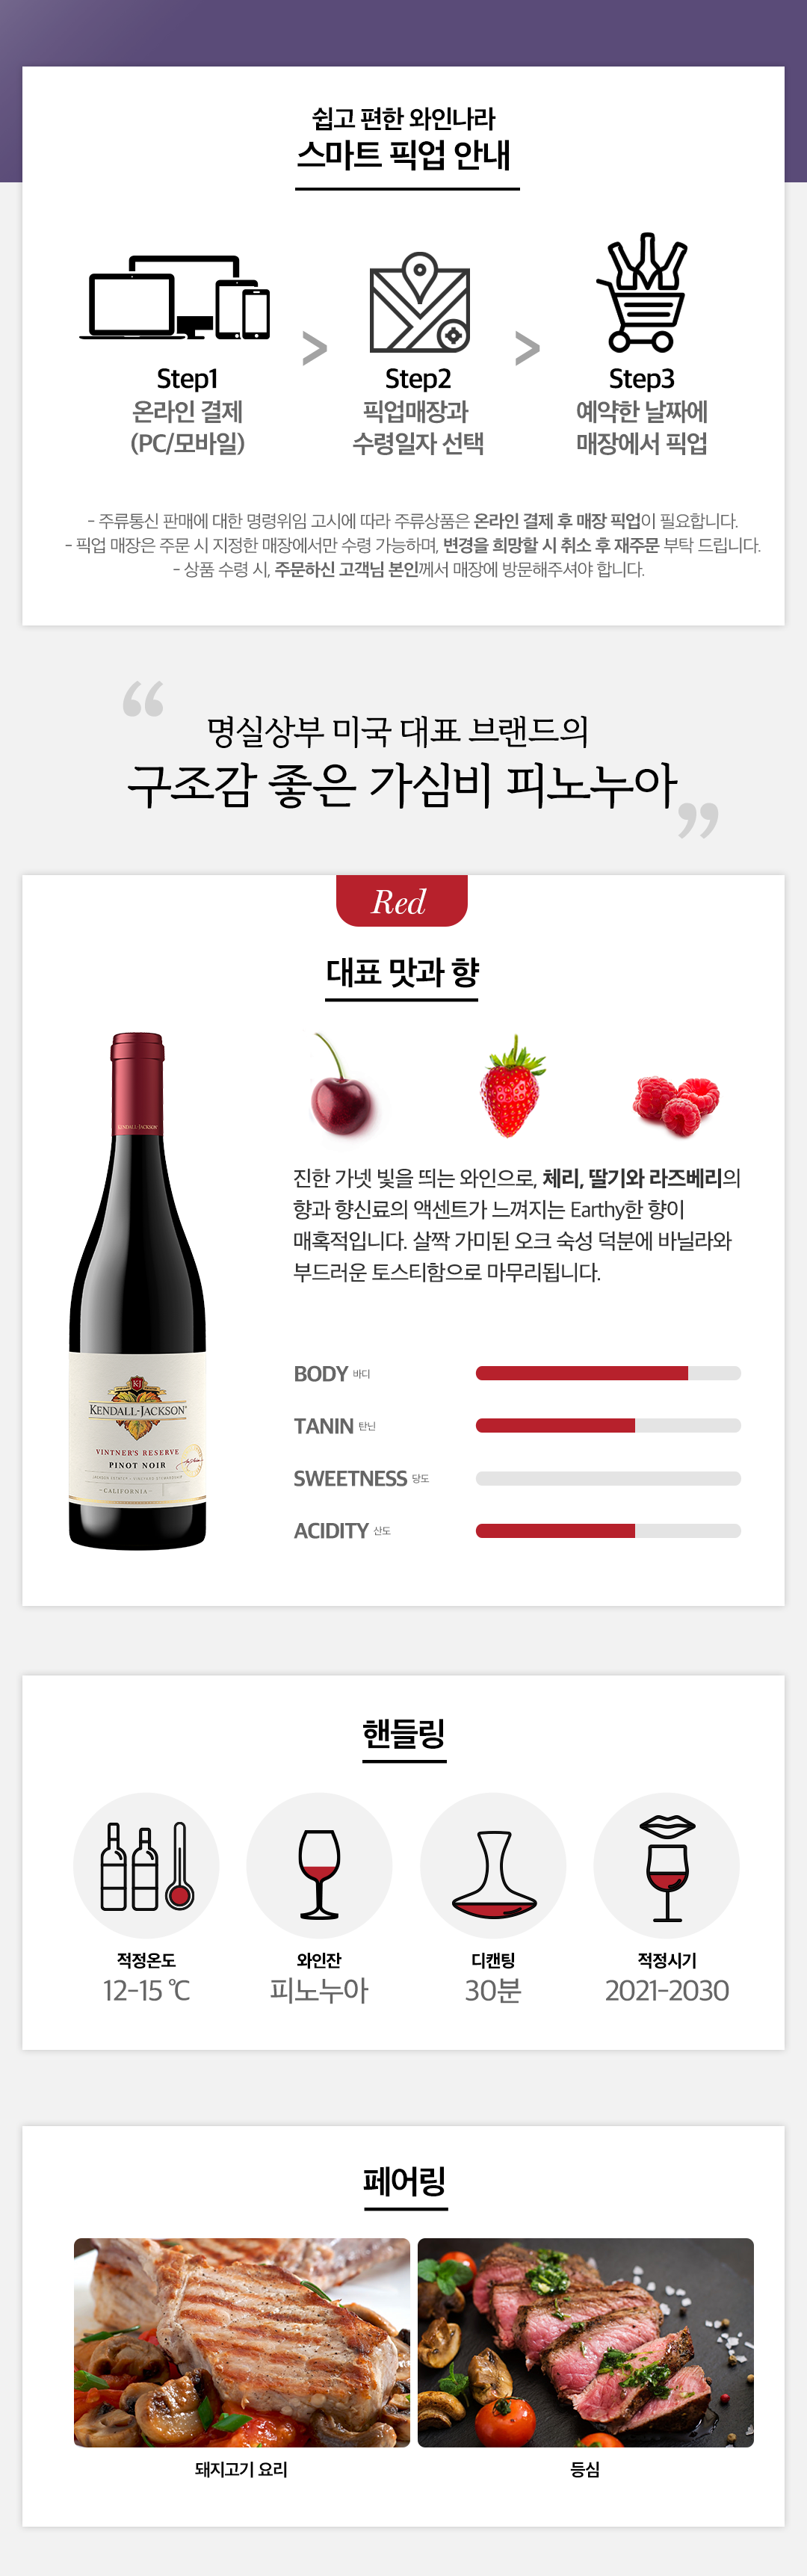 쉽고 편한 와인나라
스마트 픽업 안내
Step1
온라인 결제
(PC/모바일)
>
Step2
픽업매장과
수령일자 선택
>
Step3
예약한 날짜에
매장에서 픽업
- 주류통신 판매에 대한 명령위임 고시에 따라 주류상품은 온라인 결제 후 매장 픽업이 필요합니다.
- 픽업 매장은 주문 시 지정한 매장에서만 수령 가능하며, 변경을 희망할 시 취소 후 재주문 부탁 드립니다.
- 상품 수령 시, 주문하신 고객님 본인께서 매장에 방문해주셔야 합니다.
“명실상부 미국 대표 브랜드의
구조감 좋은 가심비 피노누아”
Red
대표 맛과 향
진한 가넷 빛을 띄는 와인으로, 체리, 딸기와 라즈베리의
향과 향신료의 액센트가 느껴지는 Earthy한 향이
매혹적입니다. 살짝 가미된 오크 숙성 덕분에 바닐라와
부드러운 토스티함으로 마무리됩니다.
KENDALL-JACKSON
KJ
KENDALL-JACKSON
VINTNER'S RESERVE
PINOT NOIR
CALIFORNIA
BODY 바디
TANIN 탄닌
SWEETNESS 당도
ACIDITY 산도
핸들링
적정온도
12-15 ℃
와인잔
피노누아
디캔팅
30분
적정시기
2021-2030
페어링
돼지고기 요리
등심